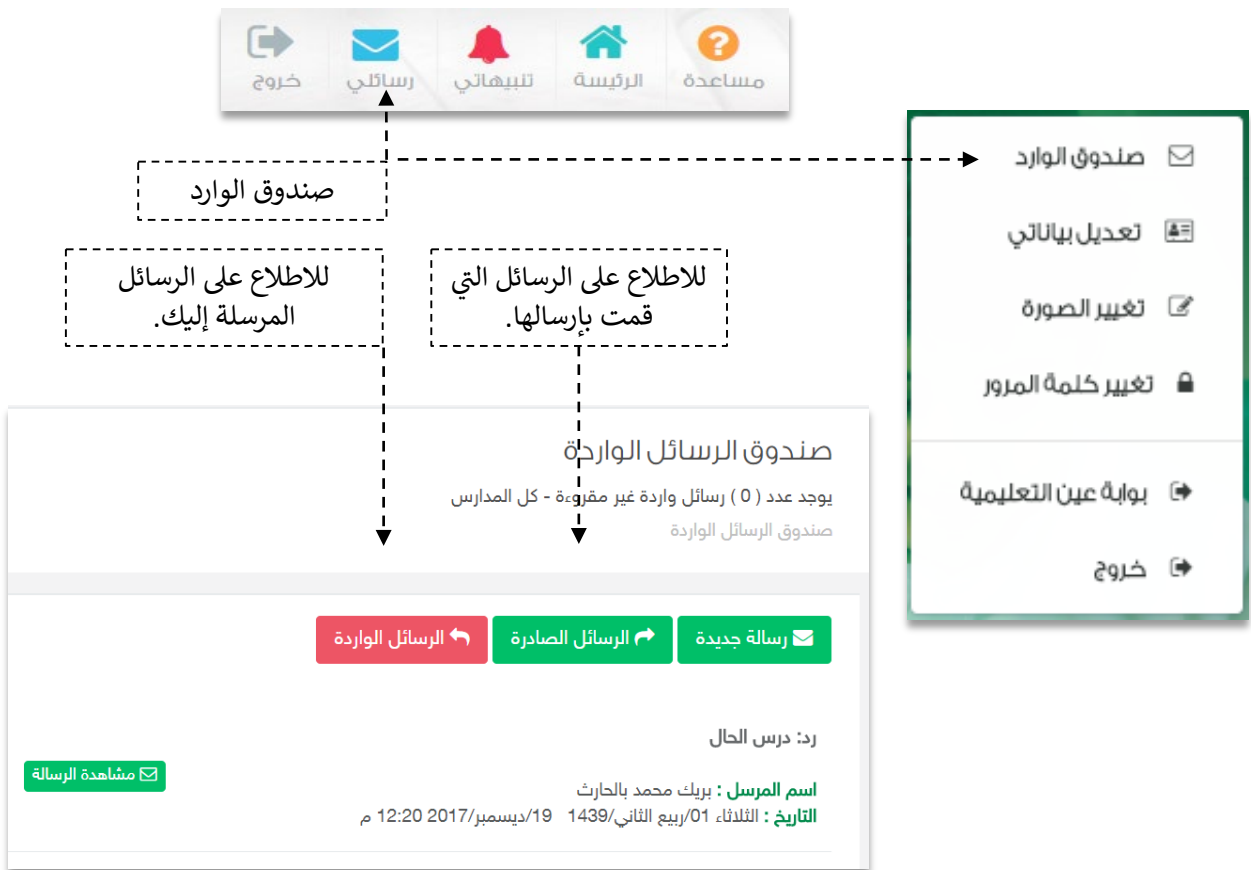 مساعدة
الرئيسة
تنبيهاتي
رسائلي
خروج
صندوق الوارد
تعديل بياناتي
تغيير الصورة
تغيير كلمة المرور
بوابة عين التعليمية
خروج
صندوق الوارد
للاطلاع على الرسائل التي
قمت بإرسالها.
للاطلاع على الرسائل
المرسلة إليك.
صندوق الرسائل الواردة
يوجد عدد ( 0 ) رسائل واردة غير مقروءة - كل المدارس
صندوق الرسائل الواردة
رسالة جديدة
الرسائل الصادرة
الرسائل الواردة
رد: درس الحال
مشاهدة الرسالة
اسم المرسل : بريك محمد بالحارث
التاريخ : الثلاثاء 01/ربيع الثاني/1439 19/ديسمبر/2017 12:20 م